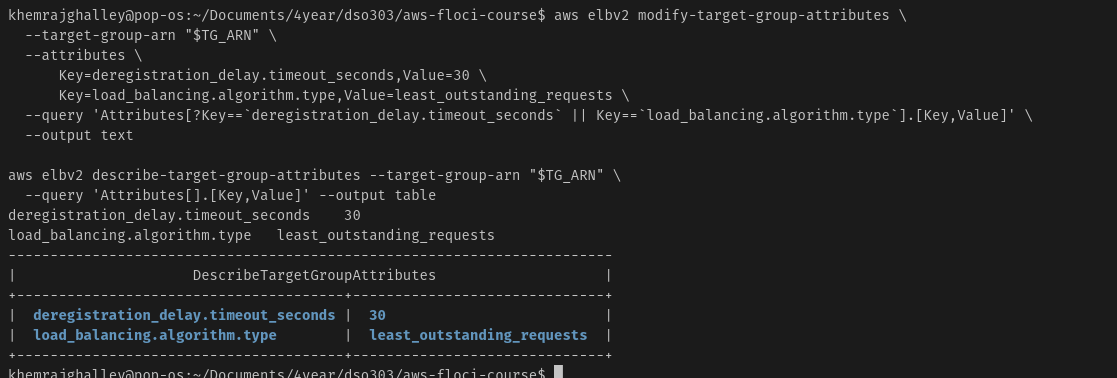 khemrajghalley@pop-os:~/Documents/4year/dso303/aws-floci-course$ aws elbv2 modify-target-group-attributes \
  --target-group-arn "$TG_ARN" \
  --attributes \
      Key=deregistration_delay.timeout_seconds,Value=30 \
      Key=load_balancing.algorithm.type,Value=least_outstanding_requests \
  --query 'Attributes[?Key==`deregistration_delay.timeout_seconds` || Key==`load_balancing.algorithm.type`].[Key,Value]' \
  --output text

aws elbv2 describe-target-group-attributes --target-group-arn "$TG_ARN" \
  --query 'Attributes[].[Key,Value]' --output table
deregistration_delay.timeout_seconds    30
load_balancing.algorithm.type   least_outstanding_requests
-----------------------------------------------------------------------
|                     DescribeTargetGroupAttributes                    |
+---------------------------------------+------------------------------+
|  deregistration_delay.timeout_seconds |  30                          |
|  load_balancing.algorithm.type        |  least_outstanding_requests  |
+---------------------------------------+------------------------------+
khemrajghalley@pop-os:~/Documents/4year/dso303/aws-floci-course$